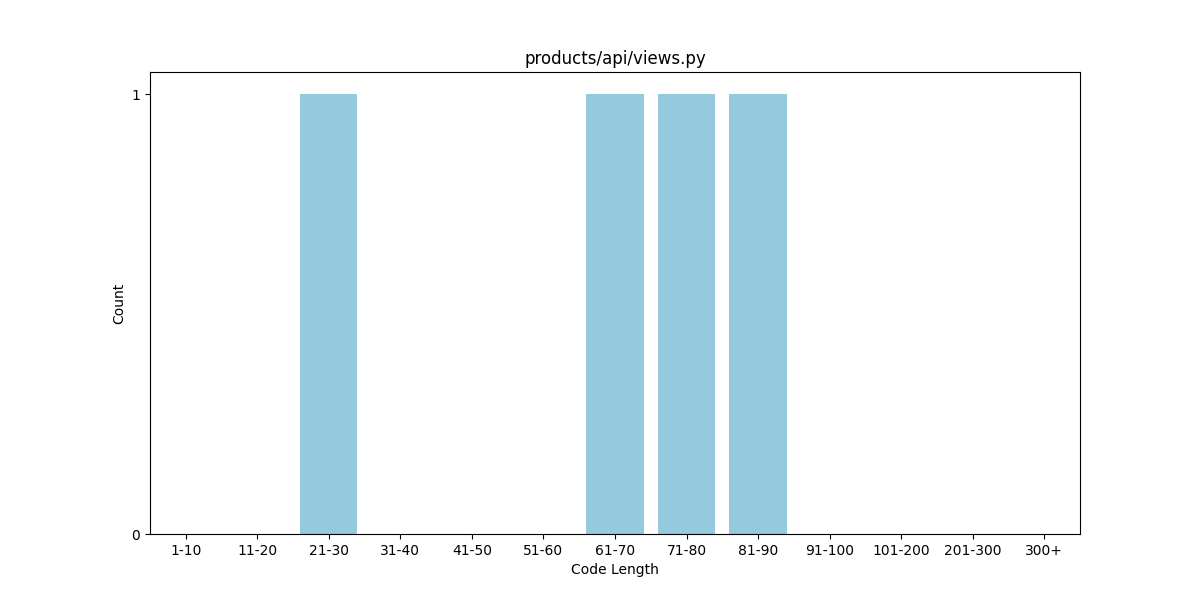 products/api/views.py
1
Count
0
1-10 11-20 21-30 31-40 41-50 51-60 61-70 71-80 81-90 91-100 101-200 201-300 300+
Code Length